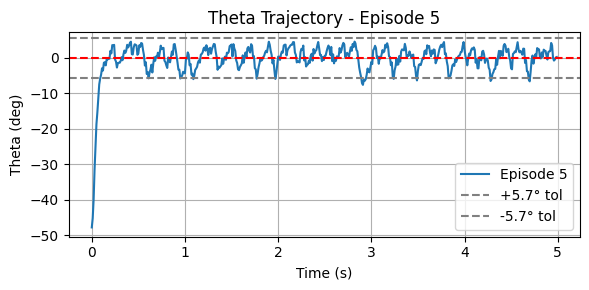 Theta Trajectory - Episode 5
Theta (deg)
0
−10
−20
−30
−40
−50
Episode 5
+5.7° tol
-5.7° tol
0
1
2
3
4
5
Time (s)